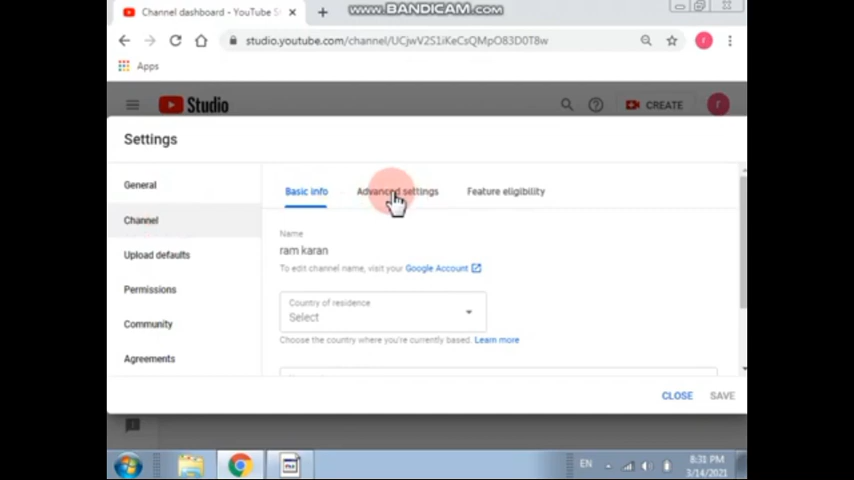 www.BANDICAM.com
Channel dashboard - YouTube S
studio.youtube.com/channel/UCjwV2S1iKeCsQMpO83D0T8w
Apps
Studio
CREATE
r
Settings
General
Channel
Upload defaults
Permissions
Community
Agreements
Basic info
Advanced settings
Feature eligibility
Name
ram karan
To edit channel name, visit your Google Account
Country of residence
Select
Choose the country where you're currently based. Learn more
CLOSE
SAVE
EN
8:31 PM
3/14/2021